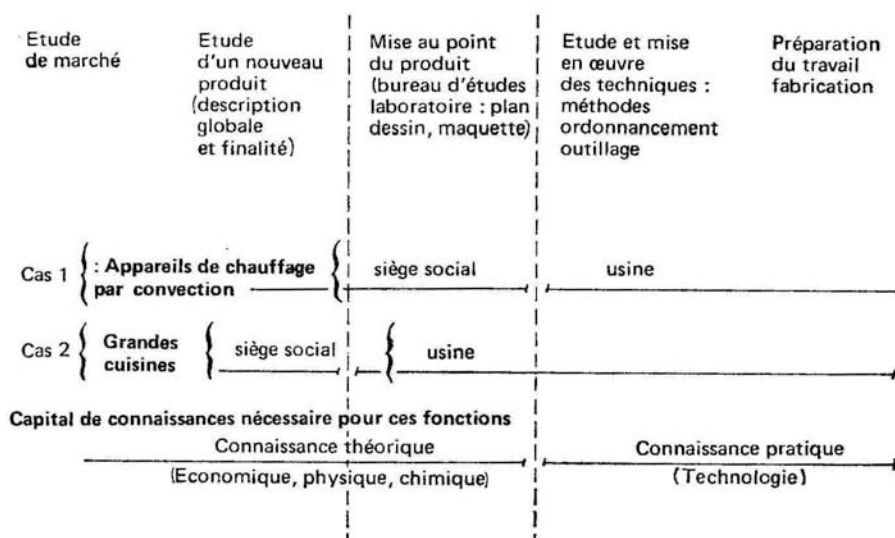 Etude
de marché
Etude
d'un nouveau
produit
(description
globale
et finalité)
Mise au point
du produit
(bureau d'études
laboratoire : plan
dessin, maquette)
Etude et mise
en œuvre
des techniques :
méthodes
ordonnancement
outillage
Préparation
du travail
fabrication
Cas 1 { : Appareils de chauffage { siège social usine
par convection
Cas 2 { Grandes { siège social { usine
cuisines
Capital de connaissances nécessaire pour ces fonctions
Connaissance théorique Connaissance pratique
(Economique, physique, chimique) (Technologie)